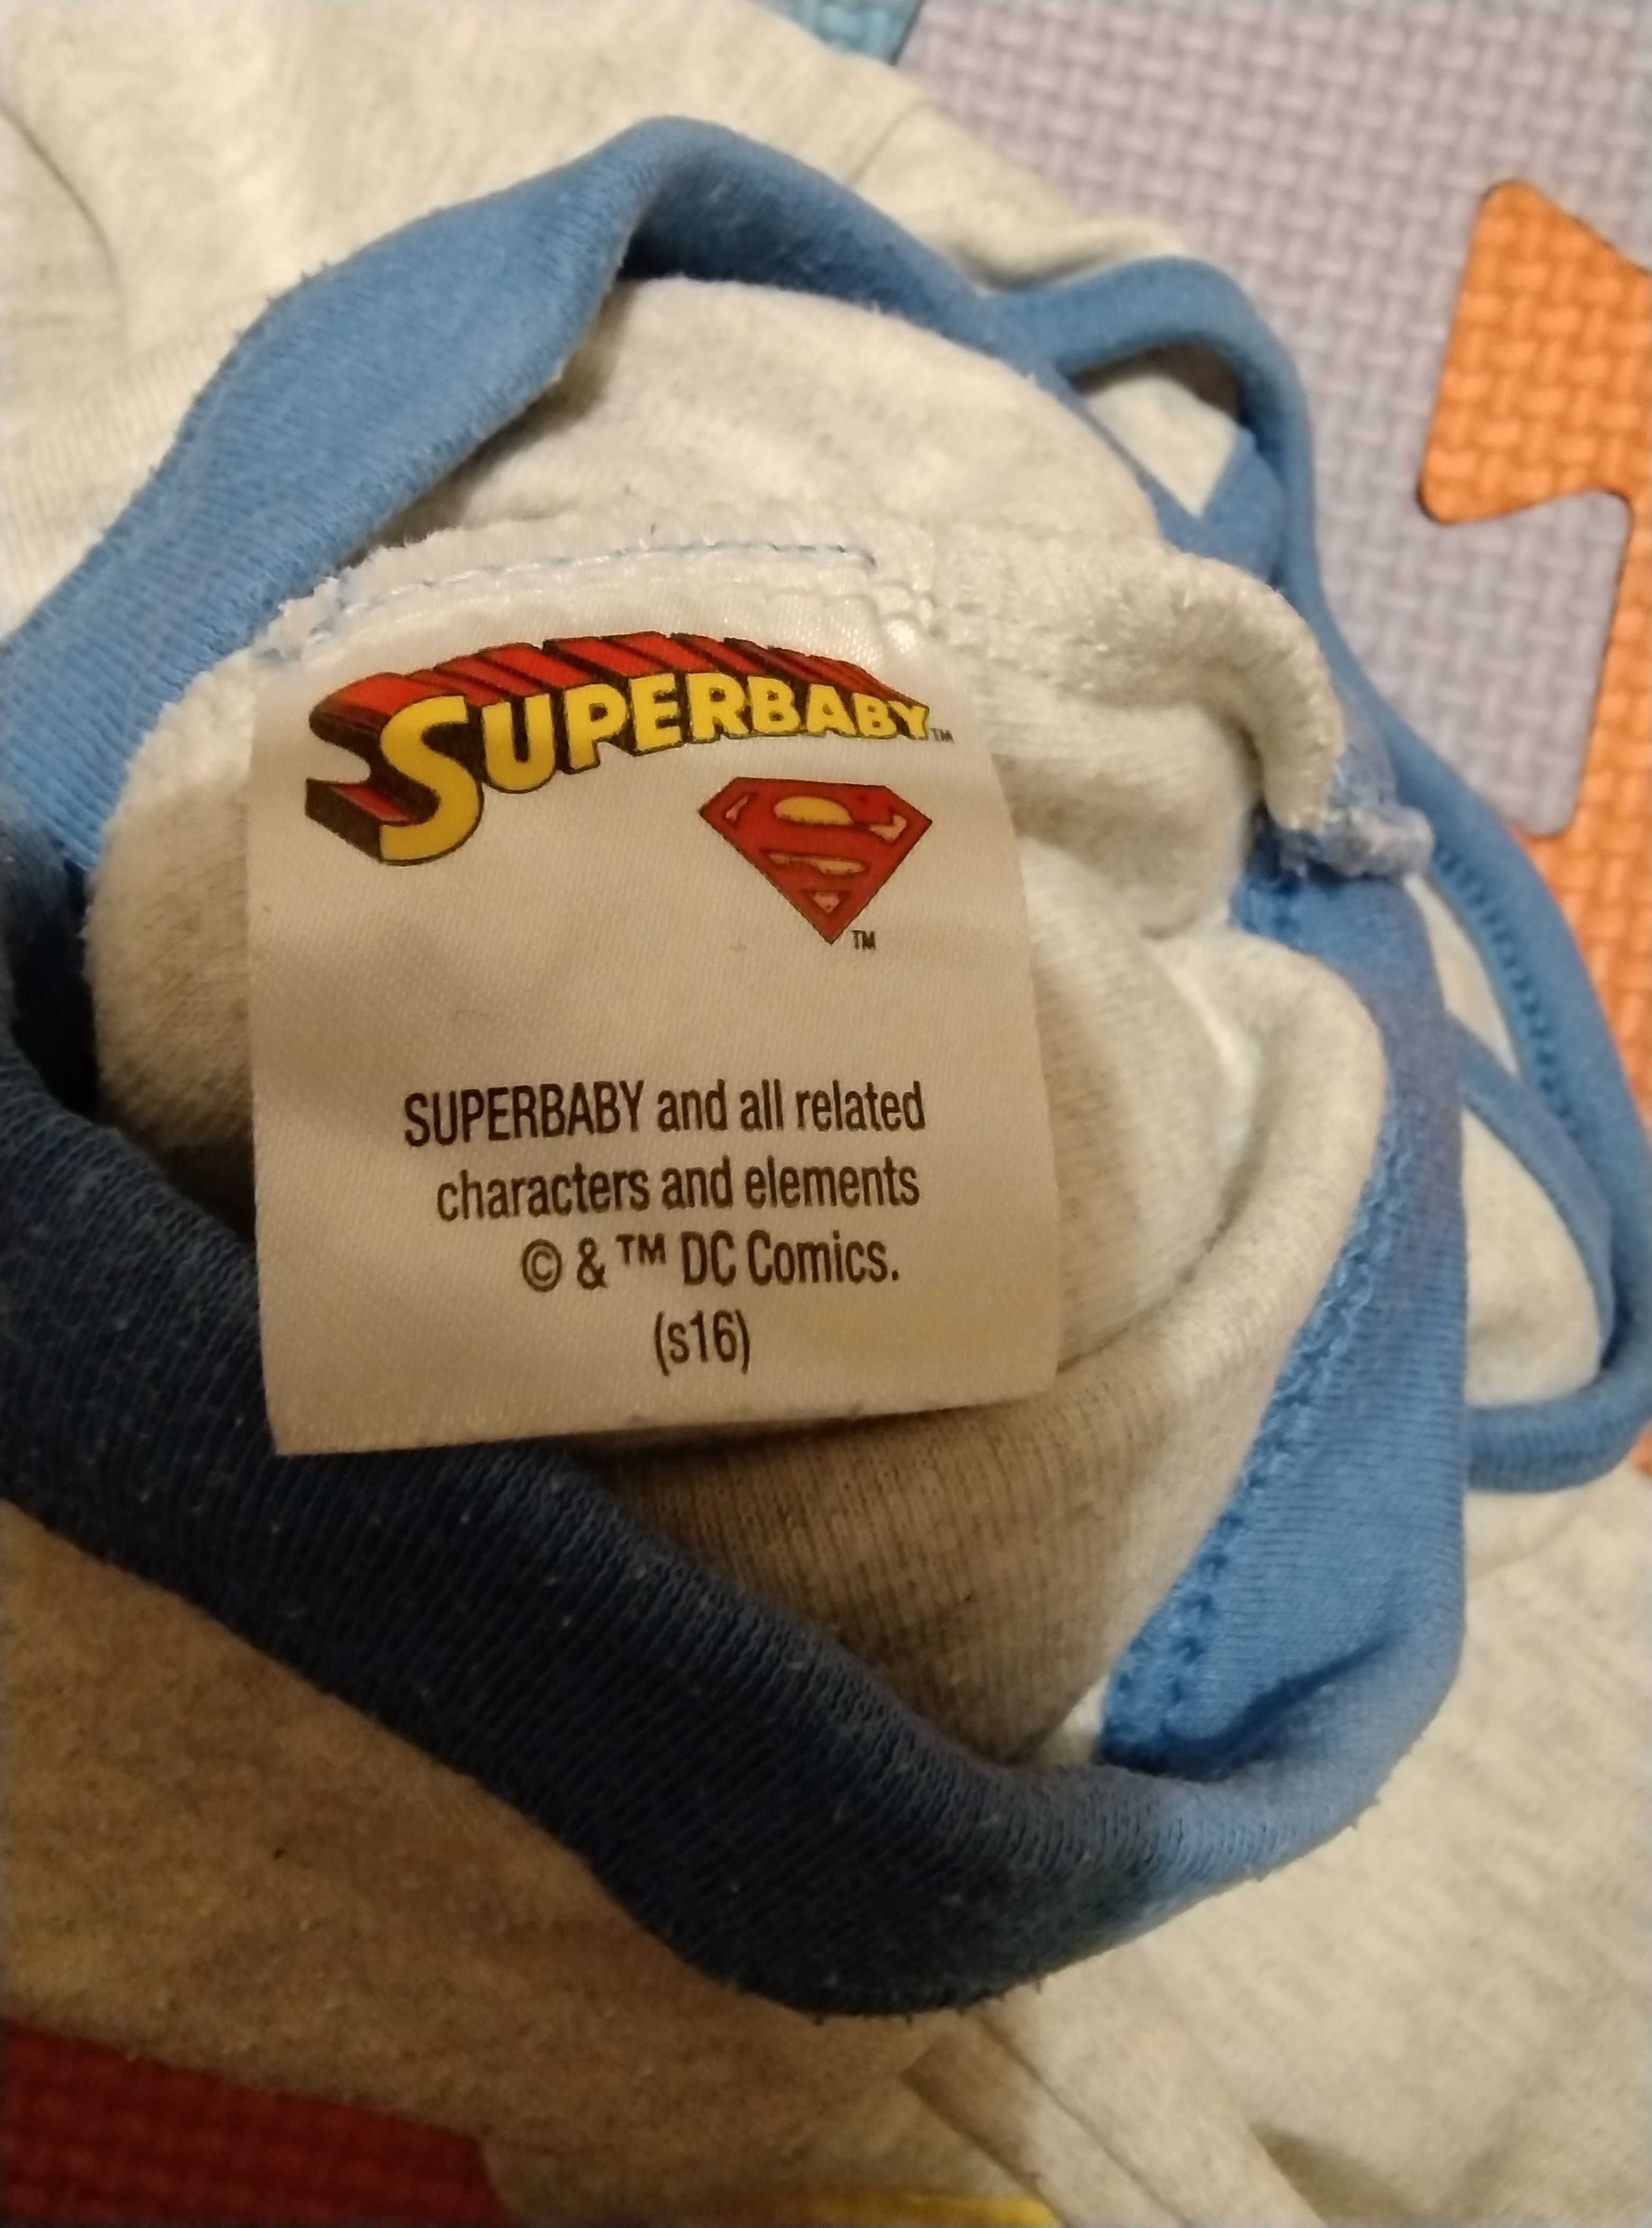 SUPERBABY™
S
™
SUPERBABY and all related
characters and elements
© & ™ DC Comics.
(s16)